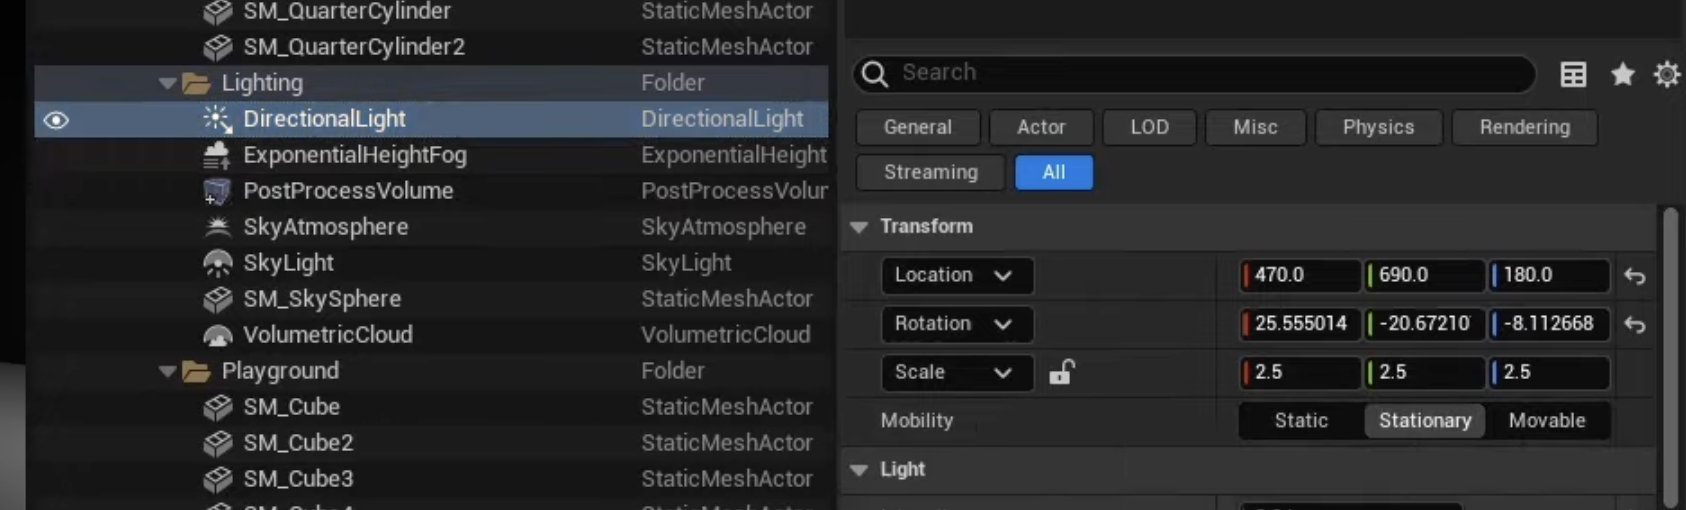 SM_QuarterCylinder StaticMeshActor
SM_QuarterCylinder2 StaticMeshActor
Lighting Folder
DirectionalLight DirectionalLight
ExponentialHeightFog ExponentialHeight
PostProcessVolume PostProcessVolur
SkyAtmosphere SkyAtmosphere
SkyLight SkyLight
SM_SkySphere StaticMeshActor
VolumetricCloud VolumetricCloud
Playground Folder
SM_Cube StaticMeshActor
SM_Cube2 StaticMeshActor
SM_Cube3 StaticMeshActor
Search
General Actor LOD Misc Physics Rendering
Streaming All
Transform
Location 470.0 690.0 180.0
Rotation 25.555014 -20.67210 -8.112668
Scale 2.5 2.5 2.5
Mobility Static Stationary Movable
Light